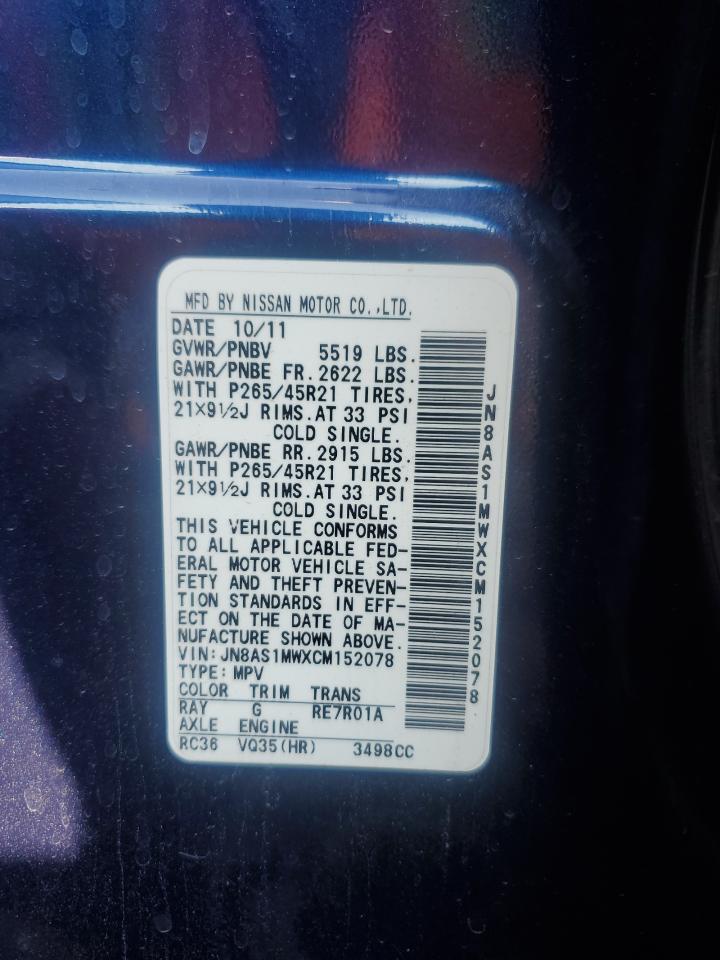 MFD BY NISSAN MOTOR CO.,LTD.
DATE 10/11
GVWR/PNBV 5519 LBS.
GAWR/PNBE FR. 2622 LBS.
WITH P265/45R21 TIRES,
21×9½J RIMS.AT 33 PSI
COLD SINGLE.
GAWR/PNBE RR. 2915 LBS.
WITH P265/45R21 TIRES,
21×9½J RIMS.AT 33 PSI
COLD SINGLE.
THIS VEHICLE CONFORMS
TO ALL APPLICABLE FED-
ERAL MOTOR VEHICLE SA-
FETY AND THEFT PREVEN-
TION STANDARDS IN EFF-
ECT ON THE DATE OF MA-
NUFACTURE SHOWN ABOVE.
VIN: JN8AS1MWXCM152078
TYPE: MPV
COLOR TRIM TRANS
RAY G RE7R01A
AXLE ENGINE
RC36 VQ35(HR) 3498CC
JN8AS1MWXCM152078